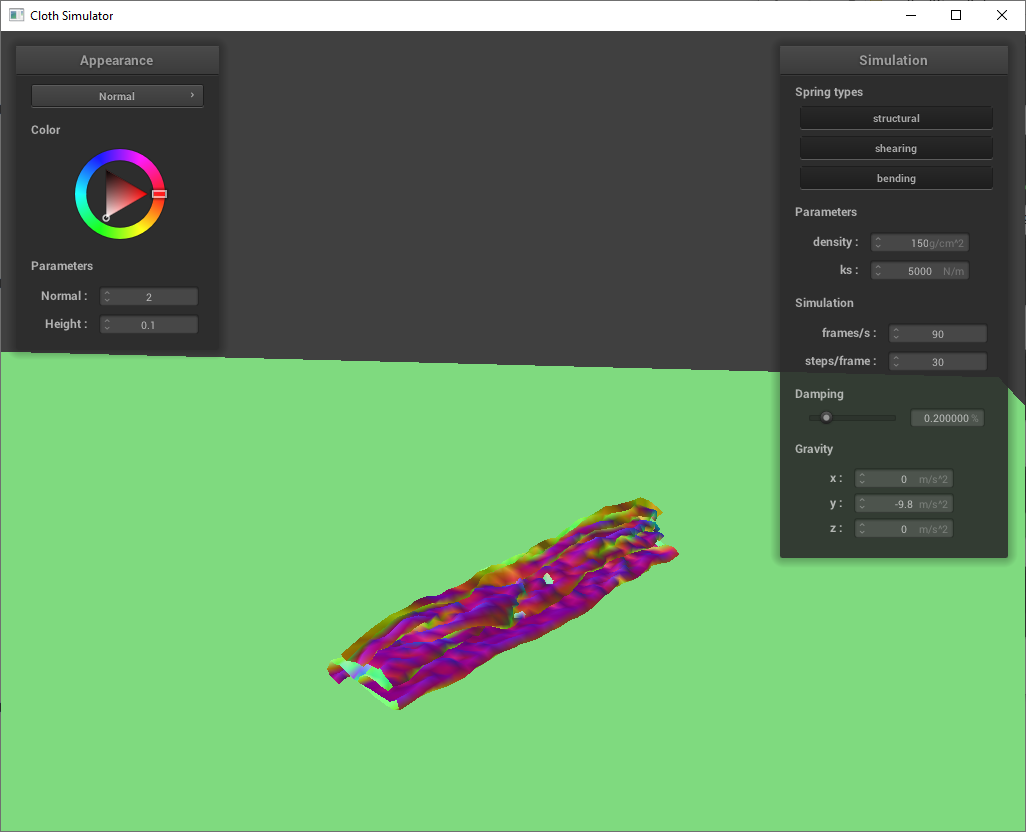 Cloth Simulator
Appearance
Normal
Color
Parameters
Normal : 2
Height : 0.1
Simulation
Spring types
structural
shearing
bending
Parameters
density : 150g/cm^2
ks : 5000 N/m
Simulation
frames/s : 90
steps/frame : 30
Damping
0.200000 %
Gravity
x : 0 m/s^2
y : -9.8 m/s^2
z : 0 m/s^2